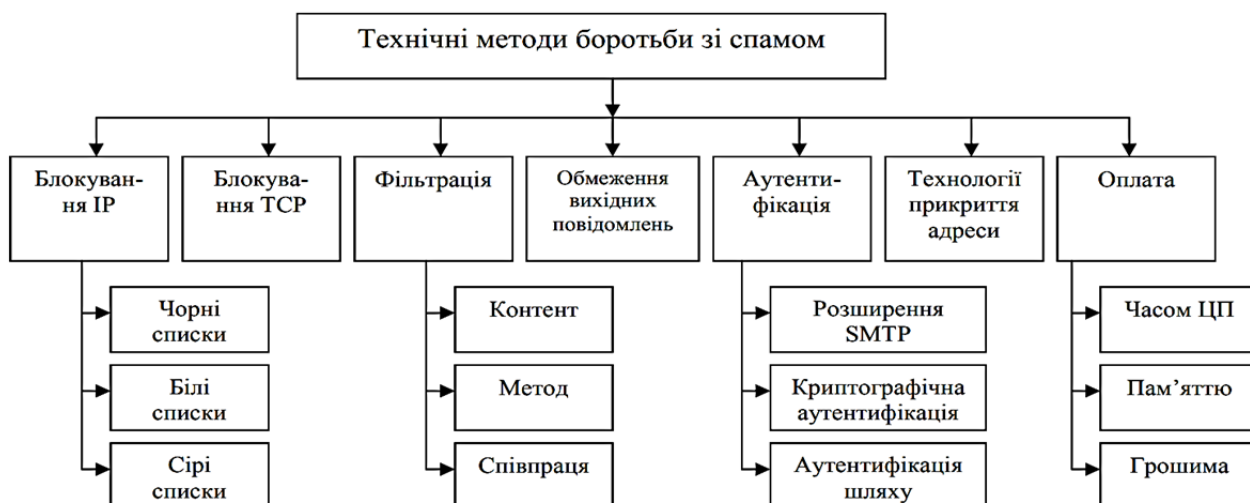 Технічні методи боротьби зі спамом
Блокуван-
ня IP
Блокува-
ння TCP
Фільтрація
Обмеження
вихідних
повідомлень
Аутенти-
фікація
Технології
прикриття
адреси
Оплата
Чорні
списки
Білі
списки
Сірі
списки
Контент
Метод
Співпраця
Розширення
SMTP
Криптографічна
аутентифікація
Аутентифікація
шляху
Часом ЦП
Пам’яттю
Грошима